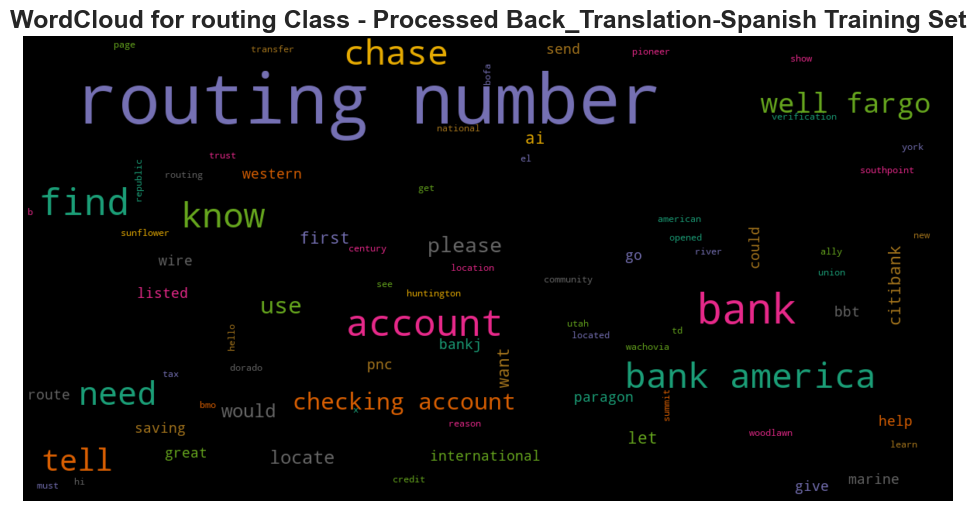 WordCloud for routing Class - Processed Back_Translation-Spanish Training Set
page
transfer
chase
send
pioneer
show
routing number
bofa
well fargo
verification
national
ai
york
trust
el
southpoint
republic
routing
western
get
find
b
know
american
sunflower
first
century
please
opened
river
could
new
go
ally
wire
location
union
citibank
community
see
listed
huntington
use
account
bank
bbt
utah
located
td
hello
bankj
wachovia
want
pnc
dorado
tax
bank america
route
need
bmo
would
checking account
x
paragon
summit
saving
reason
let
woodlawn
help
learn
great
tell
locate
international
credit
marine
must
hi
give